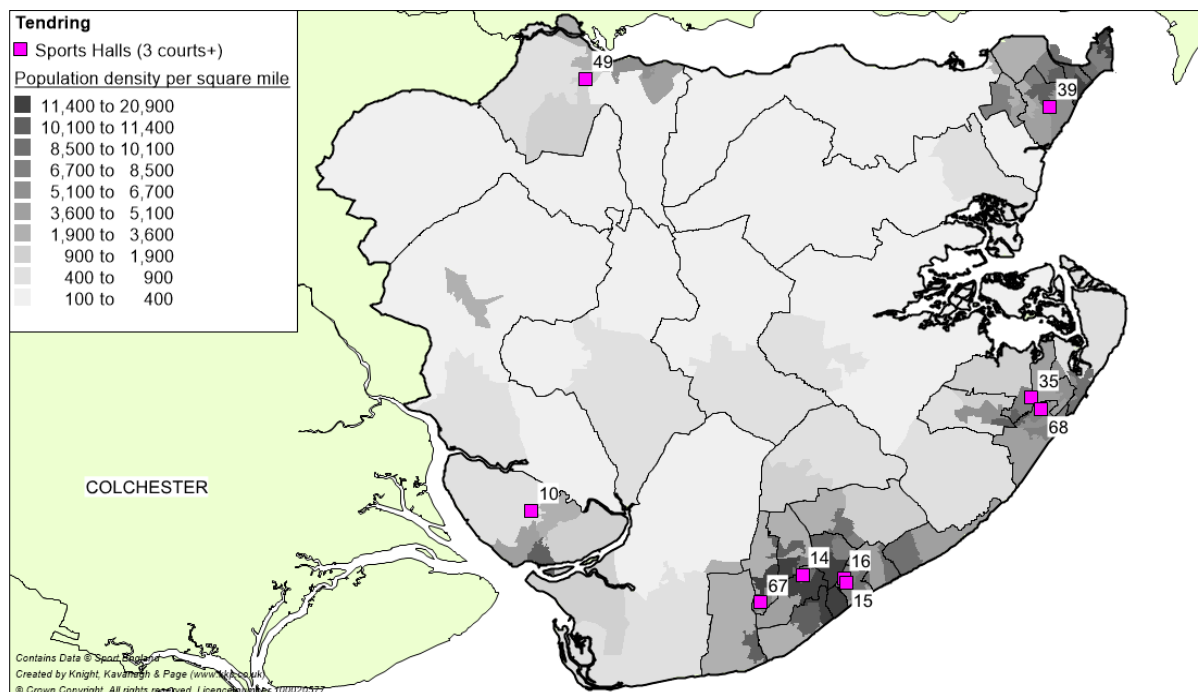 Tendring
Sports Halls (3 courts+)
Population density per square mile
11,400 to 20,900
10,100 to 11,400
8,500 to 10,100
6,700 to 8,500
5,100 to 6,700
3,600 to 5,100
1,900 to 3,600
900 to 1,900
400 to 900
100 to 400
49
39
35
68
COLCHESTER
10
14
16
67
15
Contains Data © Sport England
Created by Knight, Kavanagh & Page (www.kkp.co.uk)
© Crown Copyright. All rights reserved. Licence number 100020577